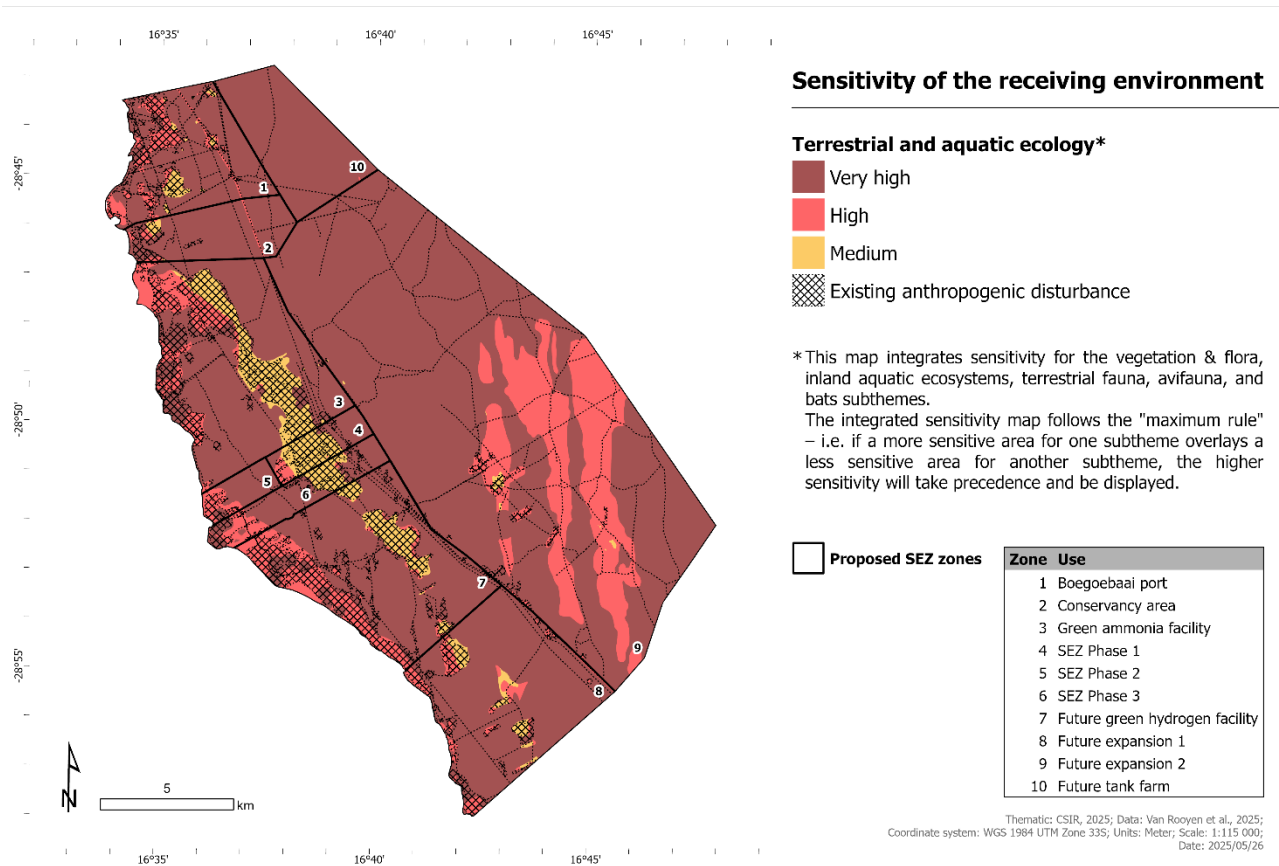 16°35'
16°40'
16°45'
-28°45'
-28°50'
-28°55'
1
10
2
3
4
5
6
7
9
8
N
5
km
16°35'
16°40'
16°45'
Sensitivity of the receiving environment
Terrestrial and aquatic ecology*
Very high
High
Medium
Existing anthropogenic disturbance
* This map integrates sensitivity for the vegetation & flora,
inland aquatic ecosystems, terrestrial fauna, avifauna, and
bats subthemes.
The integrated sensitivity map follows the "maximum rule"
– i.e. if a more sensitive area for one subtheme overlays a
less sensitive area for another subtheme, the higher
sensitivity will take precedence and be displayed.
Proposed SEZ zones
Zone Use
1 Boegoebaai port
2 Conservancy area
3 Green ammonia facility
4 SEZ Phase 1
5 SEZ Phase 2
6 SEZ Phase 3
7 Future green hydrogen facility
8 Future expansion 1
9 Future expansion 2
10 Future tank farm
Thematic: CSIR, 2025; Data: Van Rooyen et al., 2025;
Coordinate system: WGS 1984 UTM Zone 33S; Units: Meter; Scale: 1:115 000;
Date: 2025/05/26